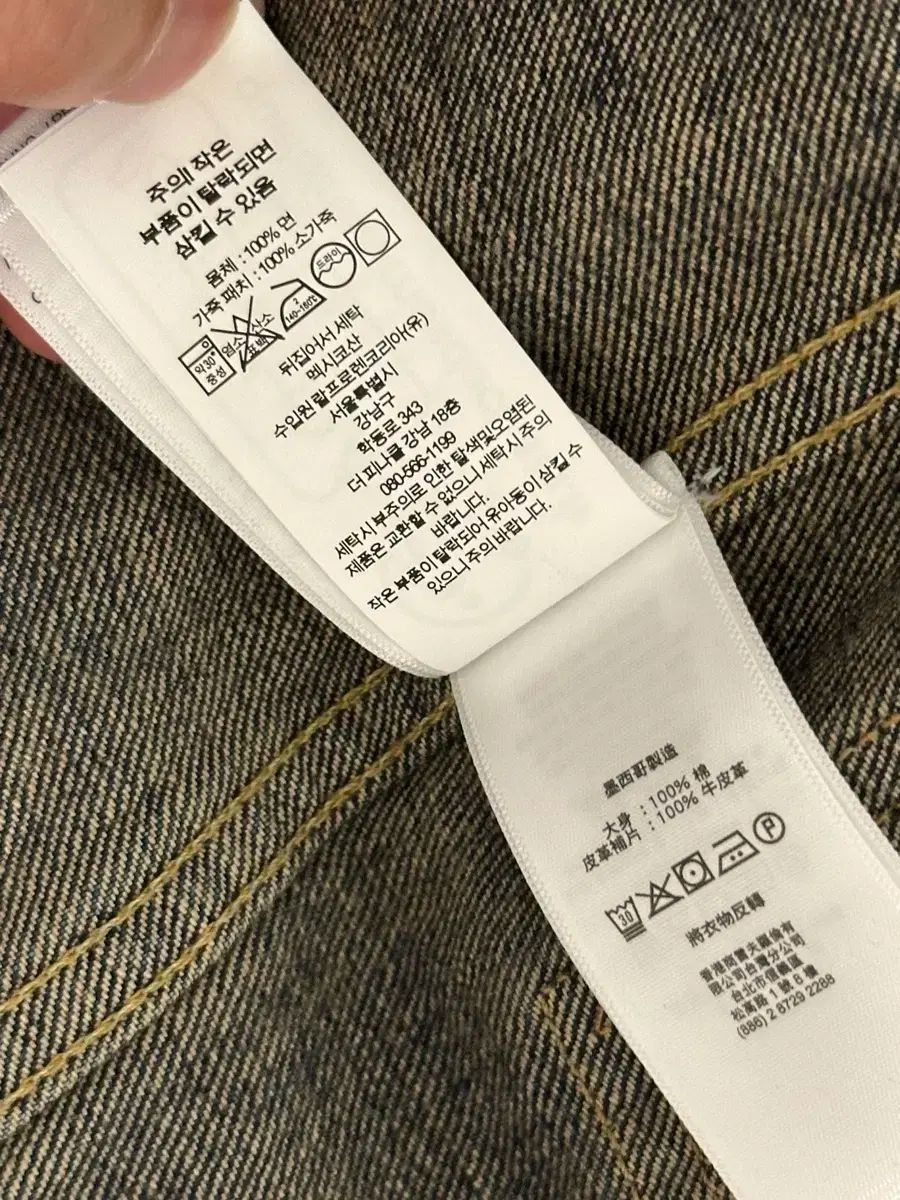 주의! 작은
부품이 탈락되면
삼킬 수 있음
몸체 : 100% 면
가죽 패치 : 100% 소가죽
약30°
중성
염소 산소
표백
2
140~160℃
드라이
뒤집어서 세탁
멕시코산
수입원 랄프로렌코리아(유)
서울특별시
강남구
학동로 343
더 피나클 강남 18층
080-566-1199
세탁시 부주의로 인한 탈색및오염된
제품은 교환할 수 없으니 세탁시 주의
바랍니다.
작은 부품이 탈락되어 유아동이 삼킬 수
있으니 주의 바랍니다.
墨西哥製造
大身 : 100% 棉
皮革補片 : 100% 牛皮革
30
P
將衣物反轉
香港商雷夫羅倫有
限公司台灣分公司
台北市信義區
松高路 1 號 8 樓
(886) 2 8729 2288